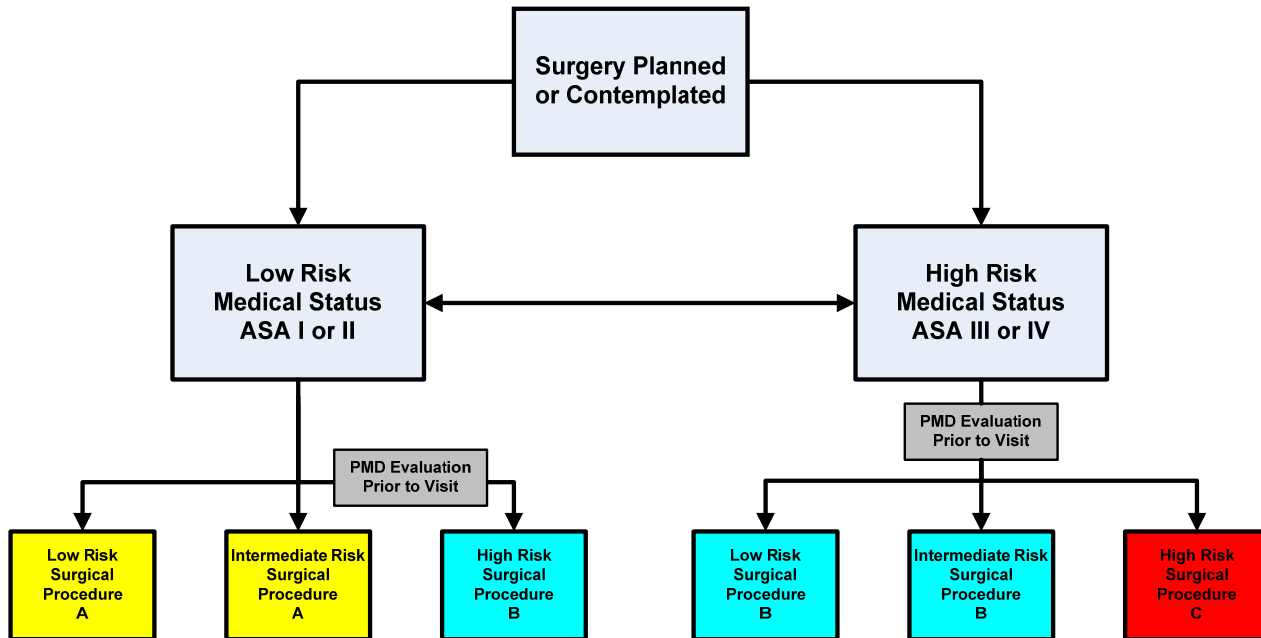 Surgery Planned
or Contemplated
Low Risk
Medical Status
ASA I or II
High Risk
Medical Status
ASA III or IV
PMD Evaluation
Prior to Visit
PMD Evaluation
Prior to Visit
Low Risk
Surgical
Procedure
A
Intermediate Risk
Surgical
Procedure
A
High Risk
Surgical
Procedure
B
Low Risk
Surgical
Procedure
B
Intermediate Risk
Surgical
Procedure
B
High Risk
Surgical
Procedure
C